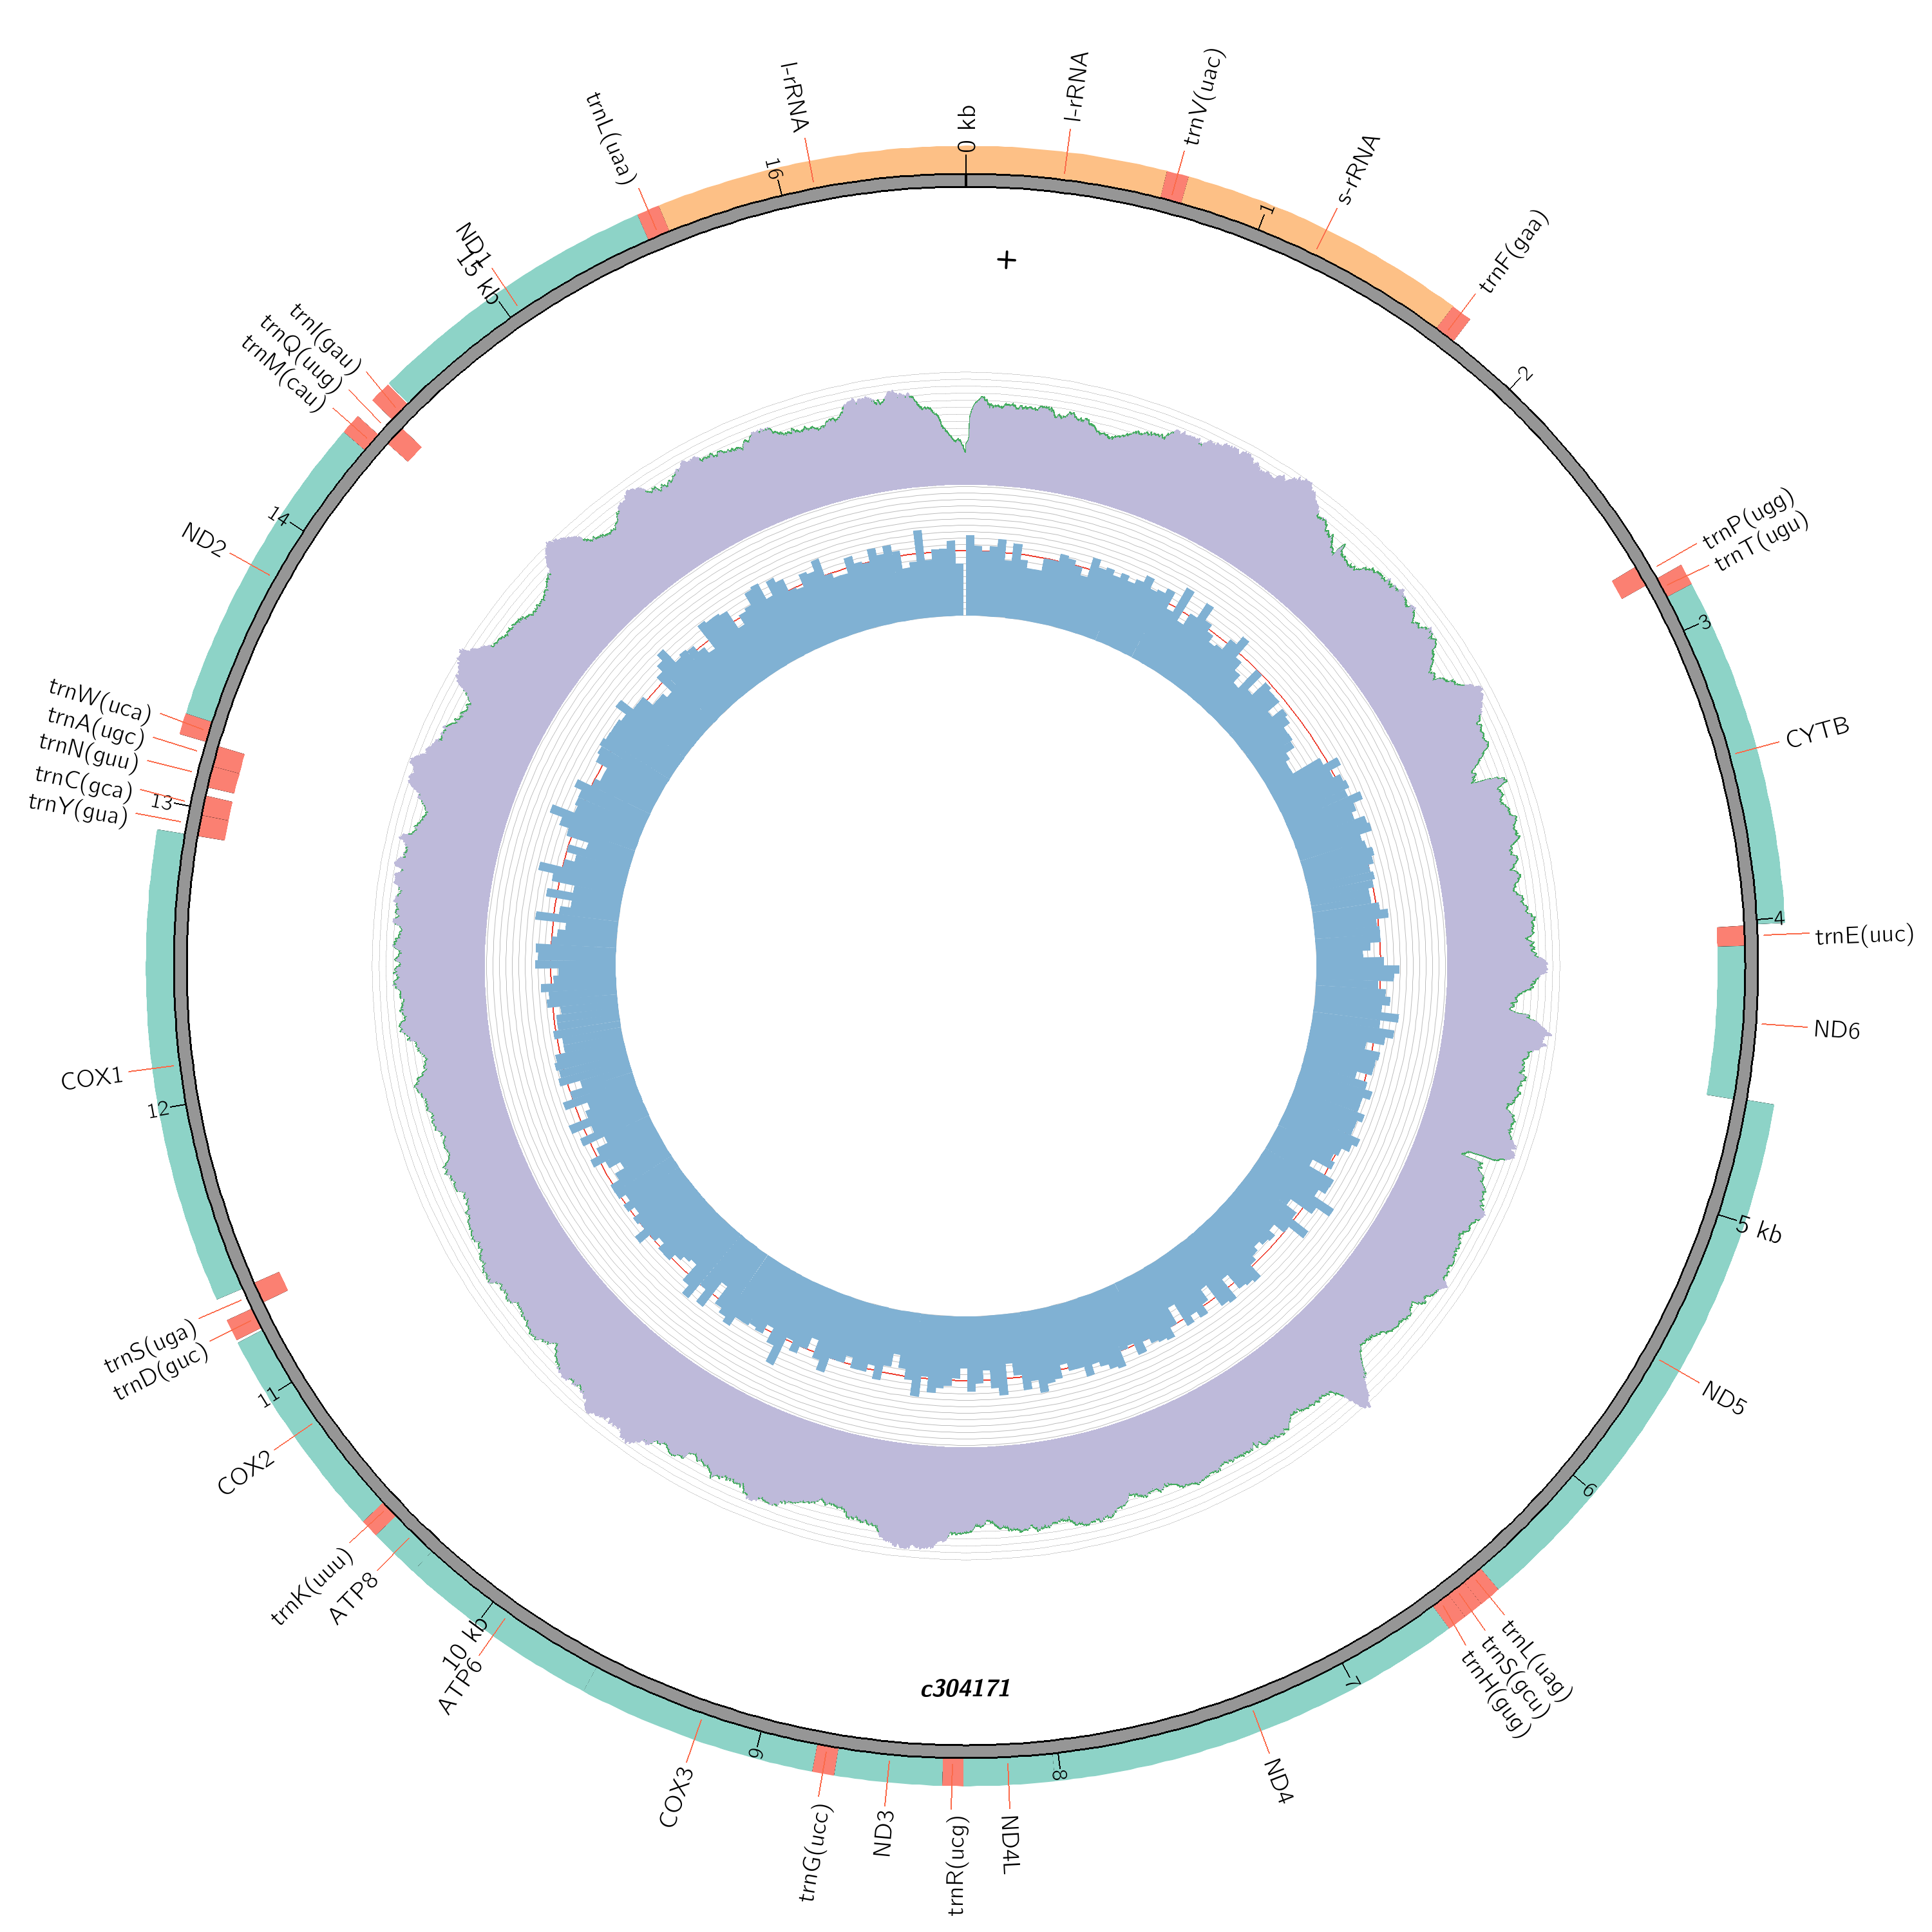 0 kb
l-rRNA
trnV(uac)
1
s-rRNA
trnF(gaa)
2
trnP(ugg)
trnT(ugu)
3
CYTB
4
trnE(uuc)
ND6
5 kb
ND5
6
trnL(uag)
trnS(gcu)
trnH(gug)
7
ND4
8
ND4L
trnR(ucg)
ND3
trnG(ucc)
9
COX3
10 kb
ATP6
ATP8
trnK(uuu)
COX2
11
trnD(guc)
trnS(uga)
12
COX1
trnY(gua)
trnC(gca)
13
trnN(guu)
trnA(ugc)
trnW(uca)
ND2
14
trnM(cau)
trnQ(uug)
trnI(gau)
15 kb
ND1
trnL(uaa)
16
l-rRNA
+
c304171